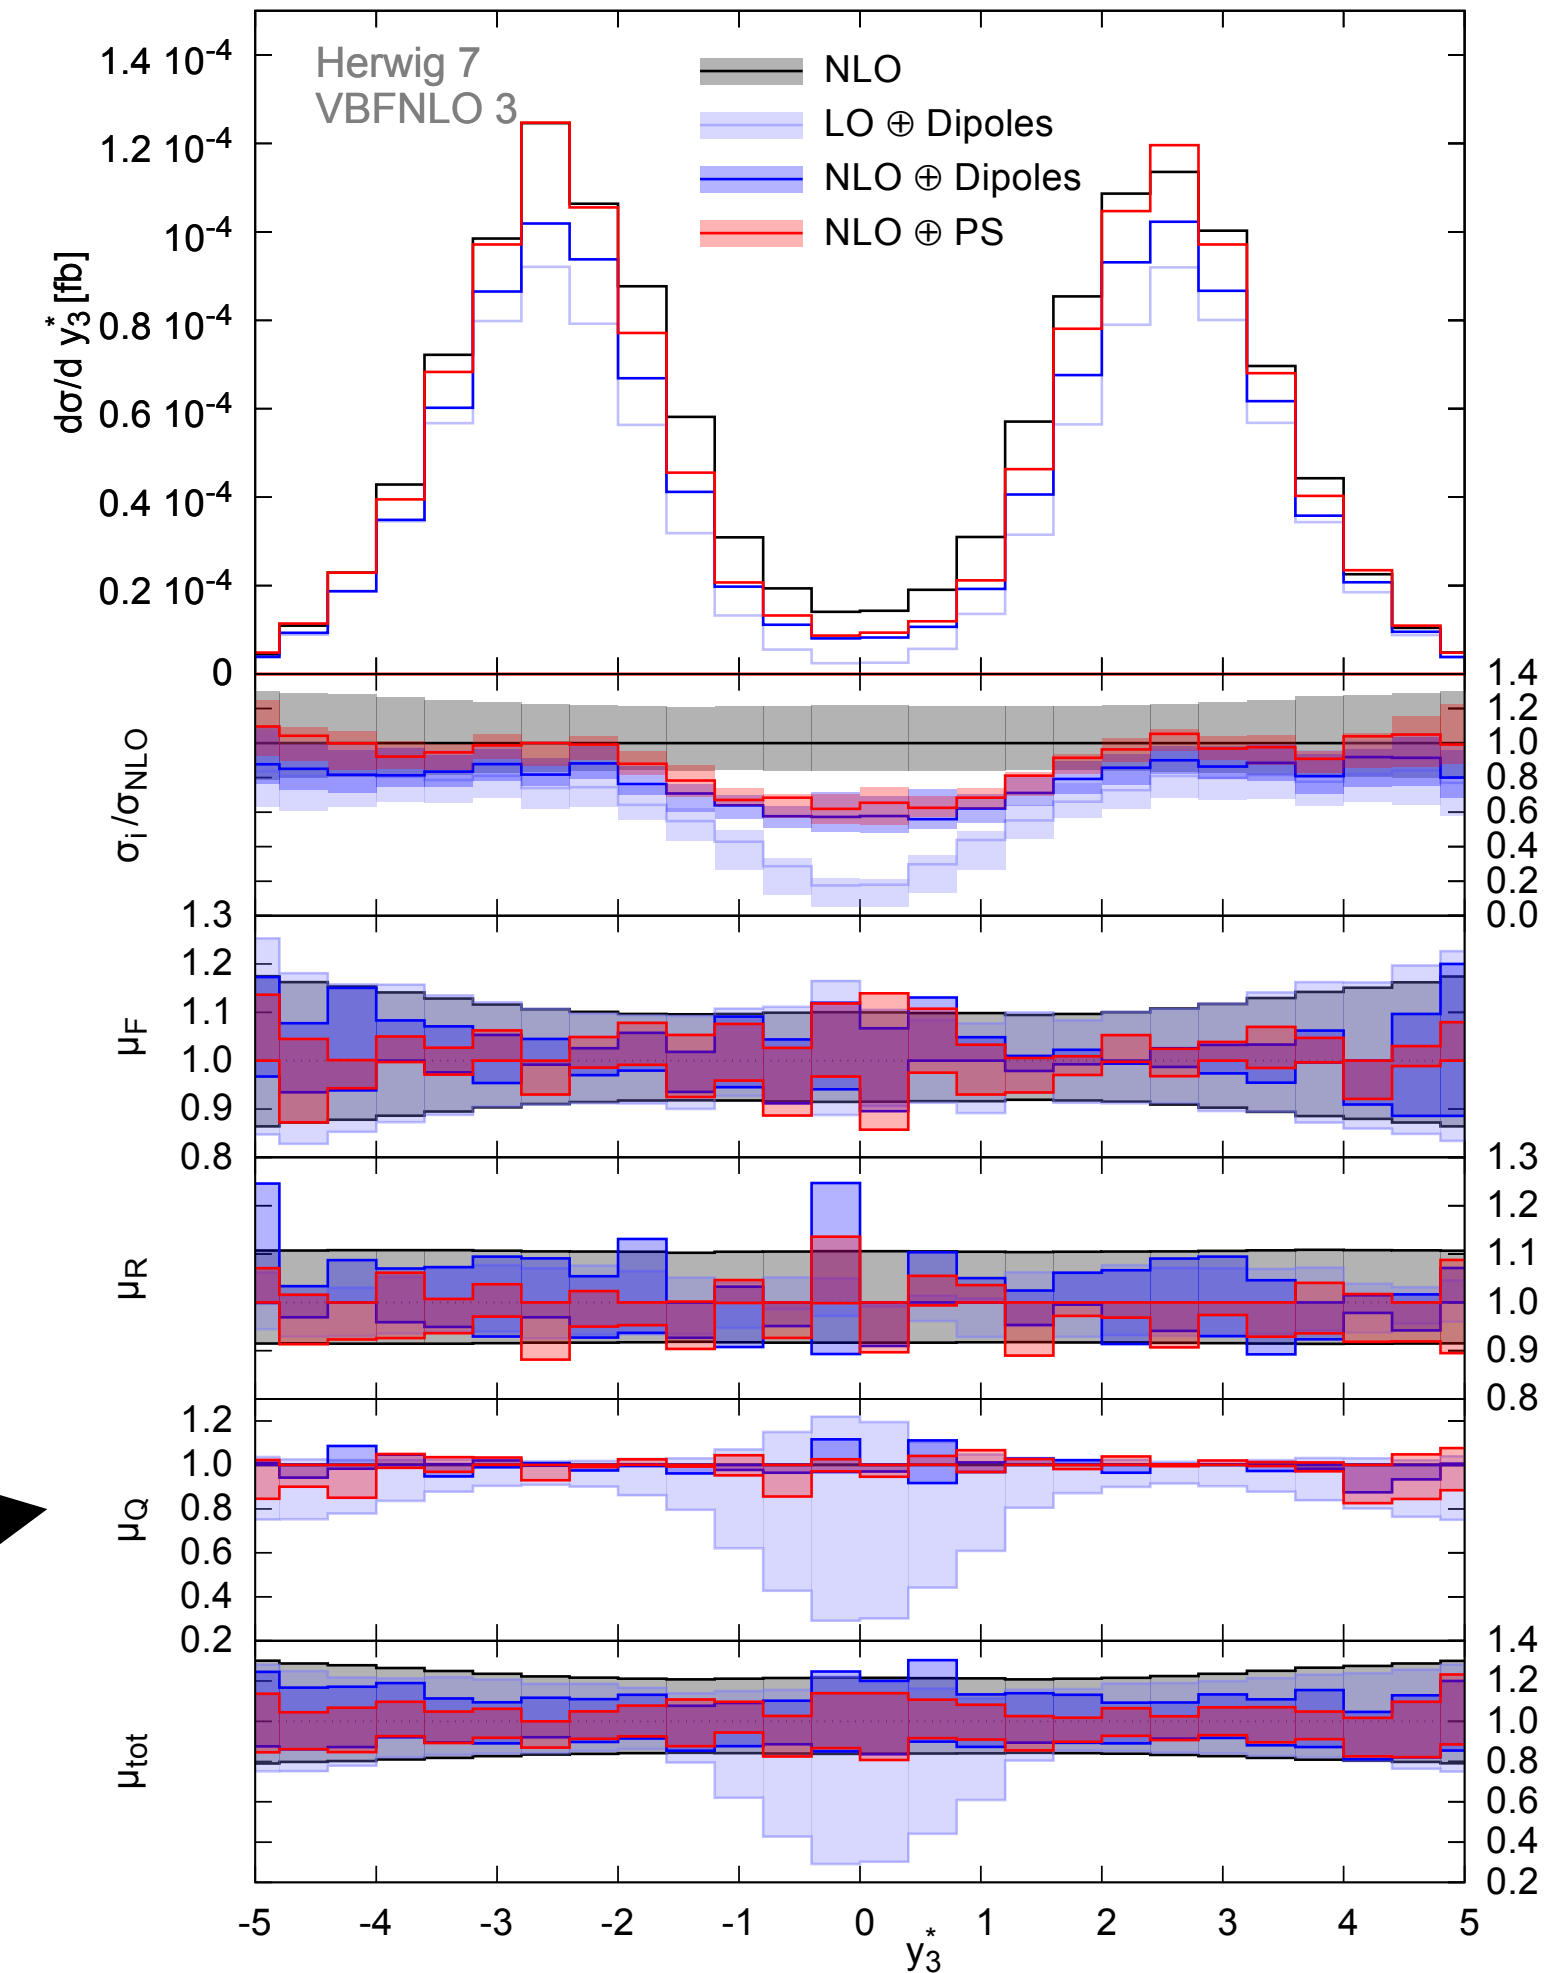 Herwig 7
VBFNLO 3
NLO
LO ⊕ Dipoles
NLO ⊕ Dipoles
NLO ⊕ PS
dσ/d y*3 [fb]
1.4 10-4
1.2 10-4
10-4
0.8 10-4
0.6 10-4
0.4 10-4
0.2 10-4
0
σi/σNLO
1.4
1.2
1.0
0.8
0.6
0.4
0.2
0.0
μF
1.3
1.2
1.1
1.0
0.9
0.8
μR
1.3
1.2
1.1
1.0
0.9
0.8
μQ
1.2
1.0
0.8
0.6
0.4
0.2
μtot
1.4
1.2
1.0
0.8
0.6
0.4
0.2
-5 -4 -3 -2 -1 0 1 2 3 4 5
y*3